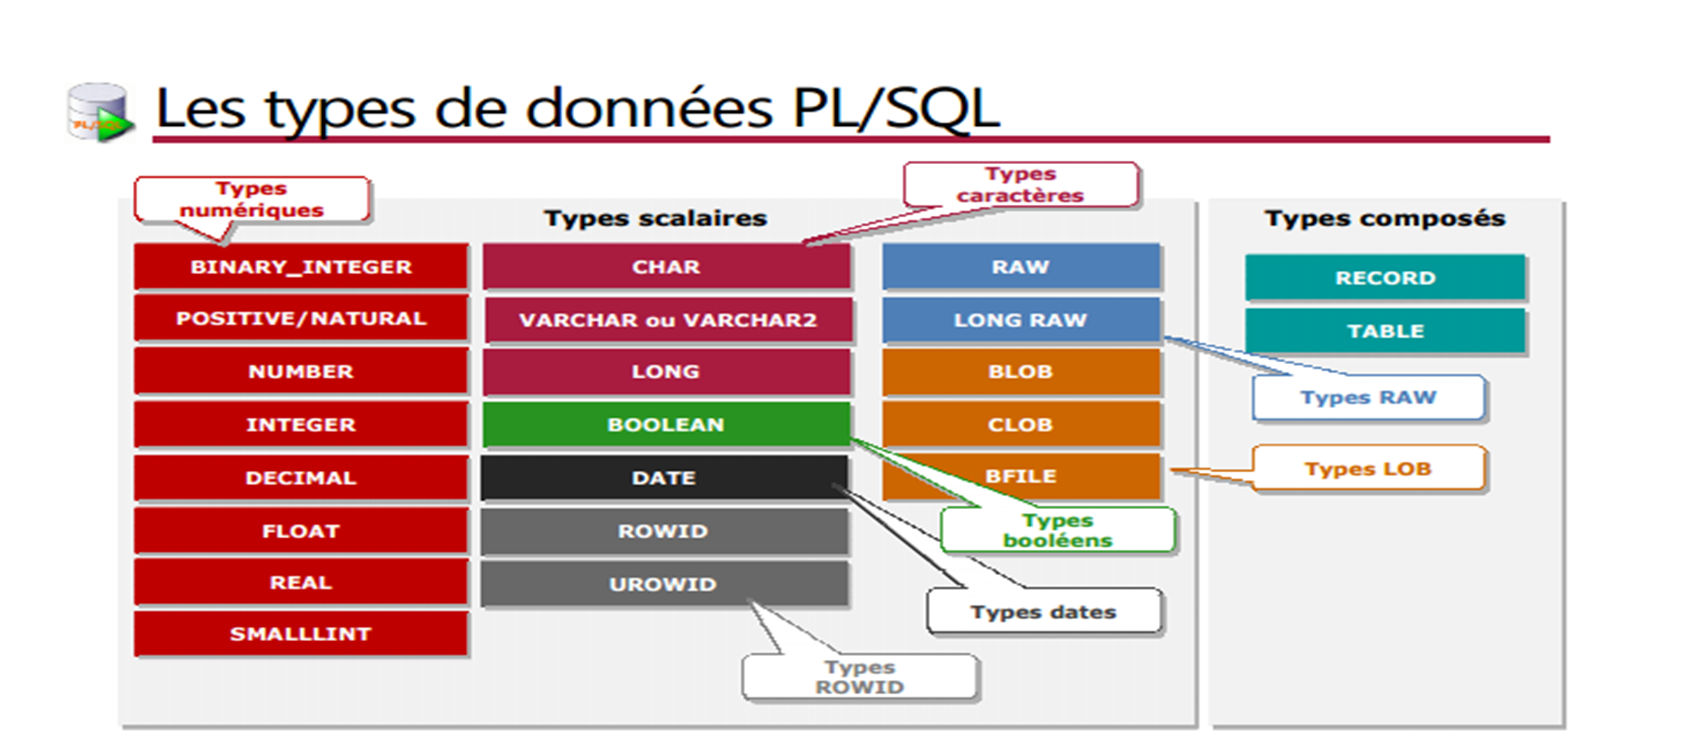 PL/SQL
Les types de données PL/SQL
Types
numériques
Types scalaires
Types
caractères
Types composés
BINARY_INTEGER
CHAR
RAW
RECORD
POSITIVE/NATURAL
VARCHAR ou VARCHAR2
LONG RAW
TABLE
NUMBER
LONG
BLOB
Types RAW
INTEGER
BOOLEAN
CLOB
DECIMAL
DATE
BFILE
Types LOB
FLOAT
ROWID
Types
booléens
REAL
UROWID
Types dates
SMALLLINT
Types
ROWID